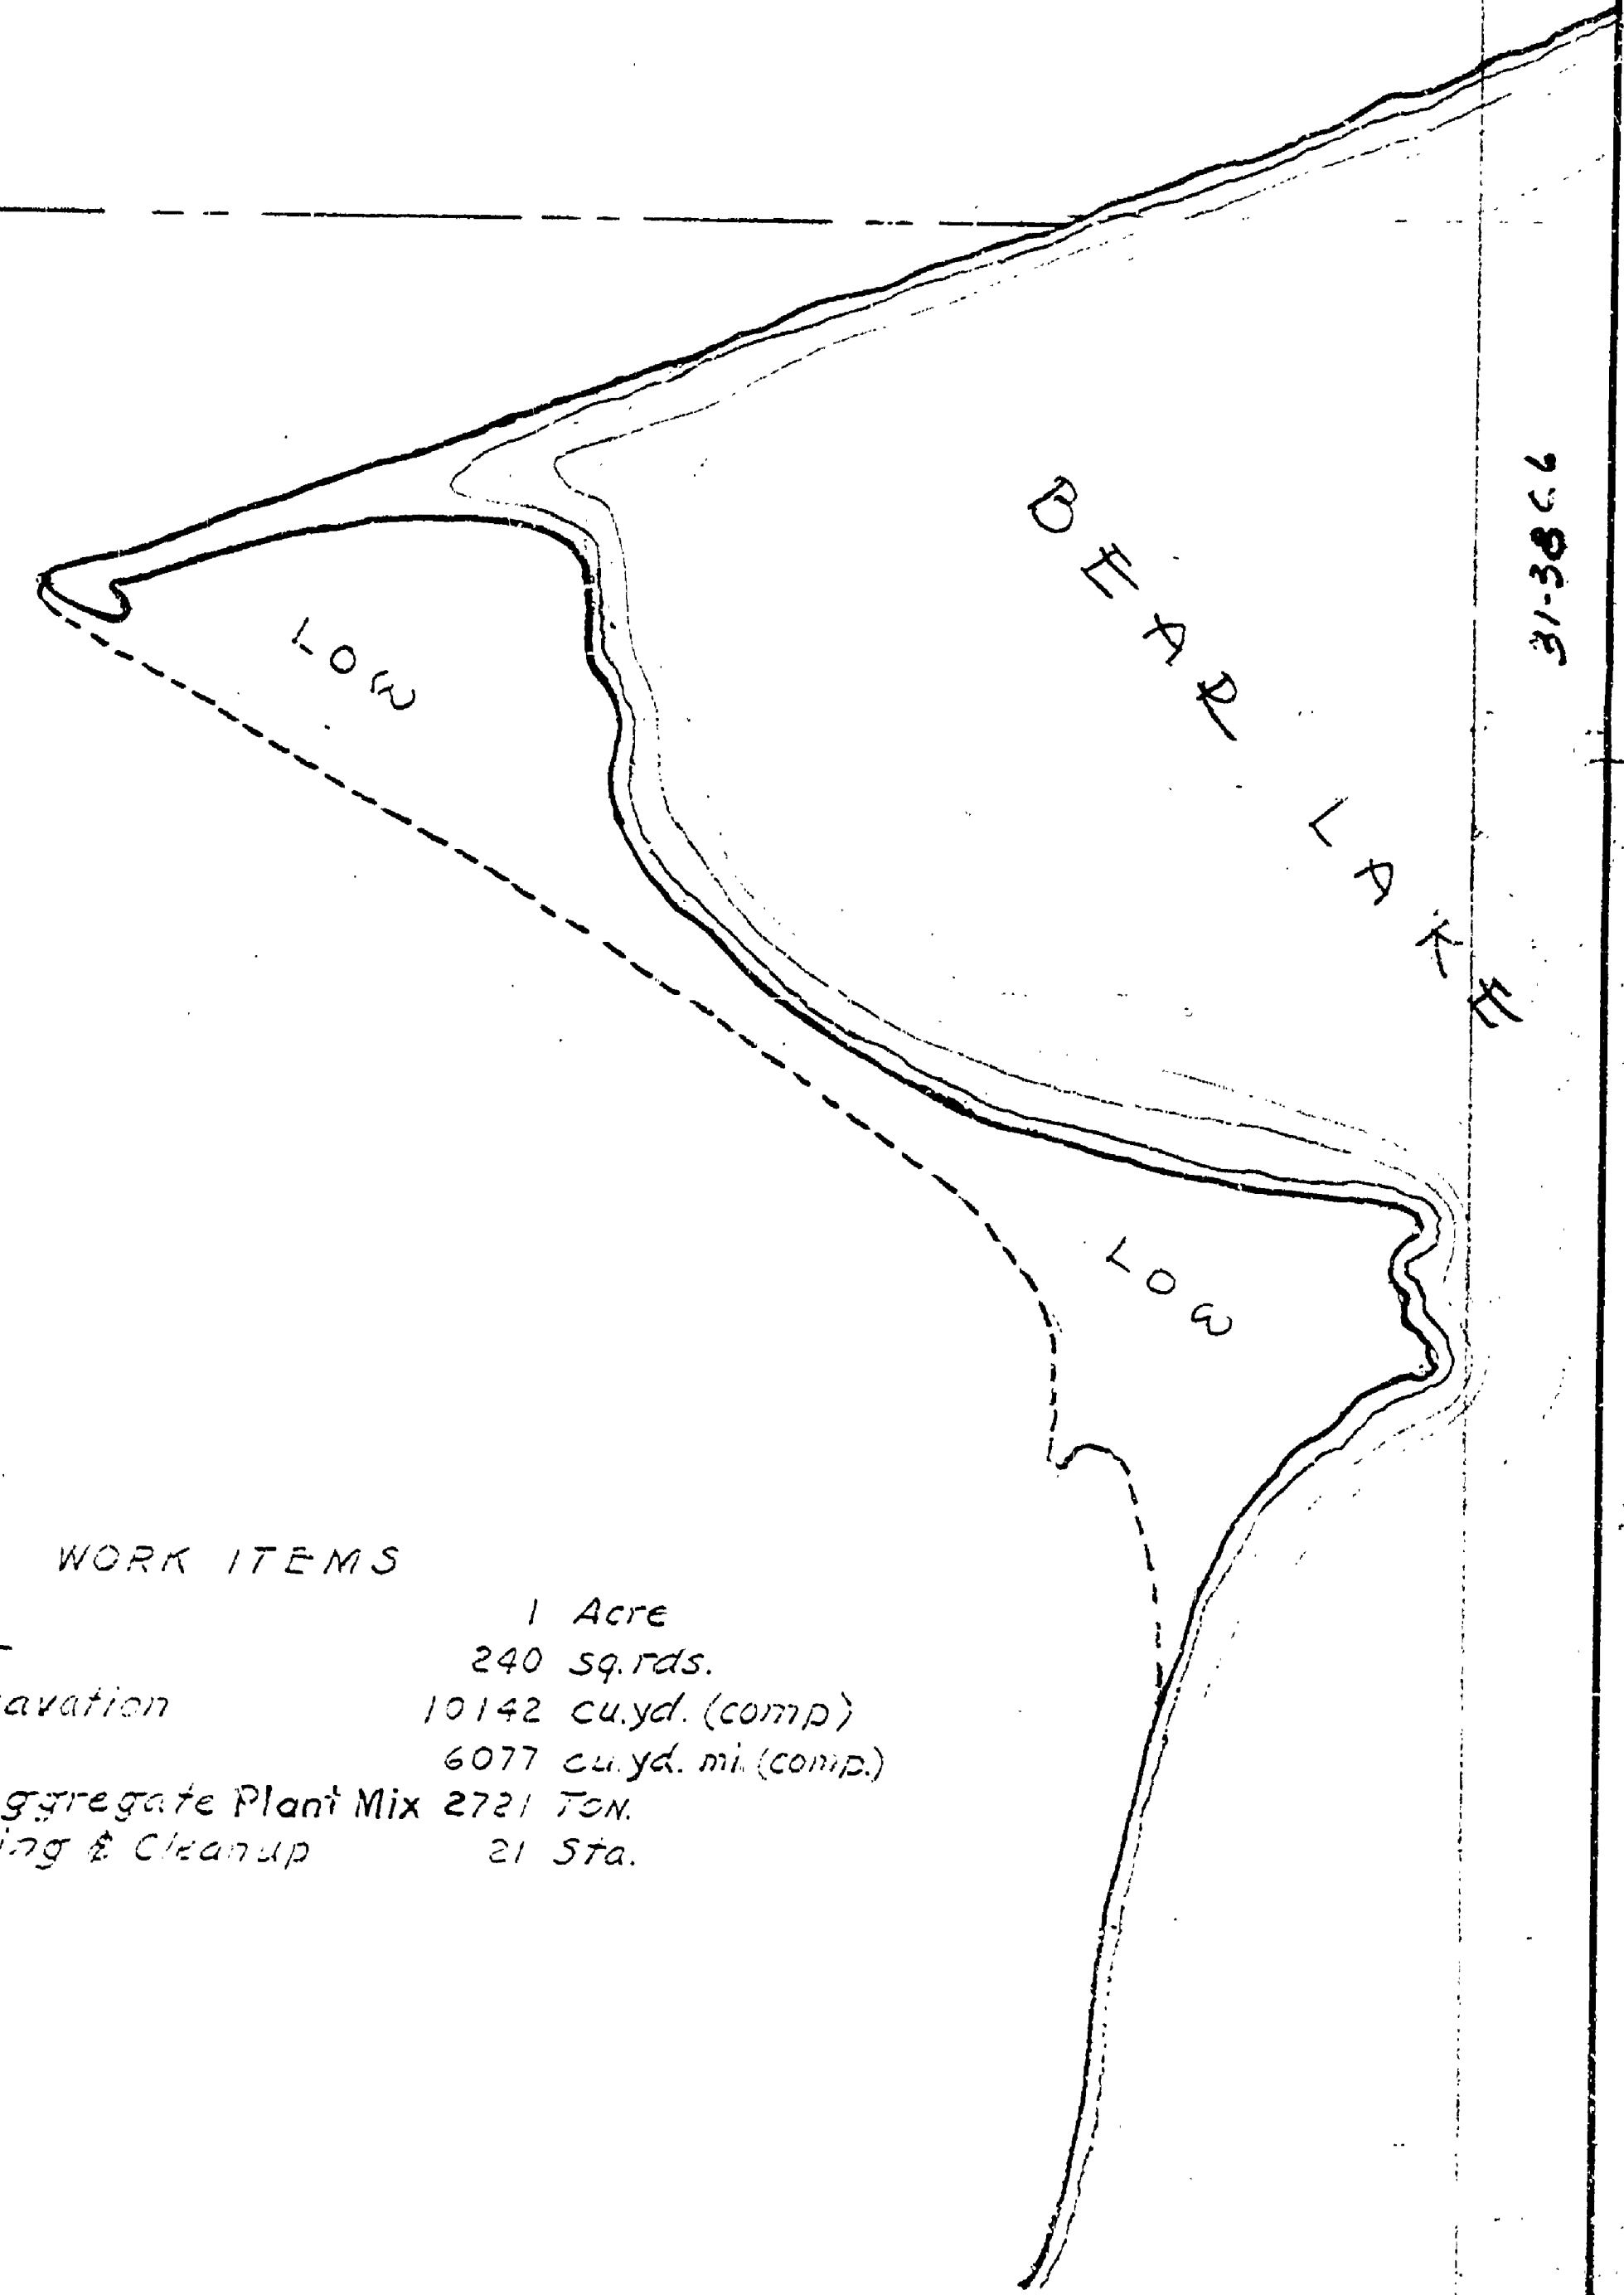 BEAR LAKE
31-38
LOW
LOW
WORK ITEMS
1 Acre
240 sq.rds.
avation 10142 cu.yd. (comp)
6077 cu.yd. mi. (comp.)
ggregate Plant Mix 2721 TON.
ing & Cleanup 21 Sta.